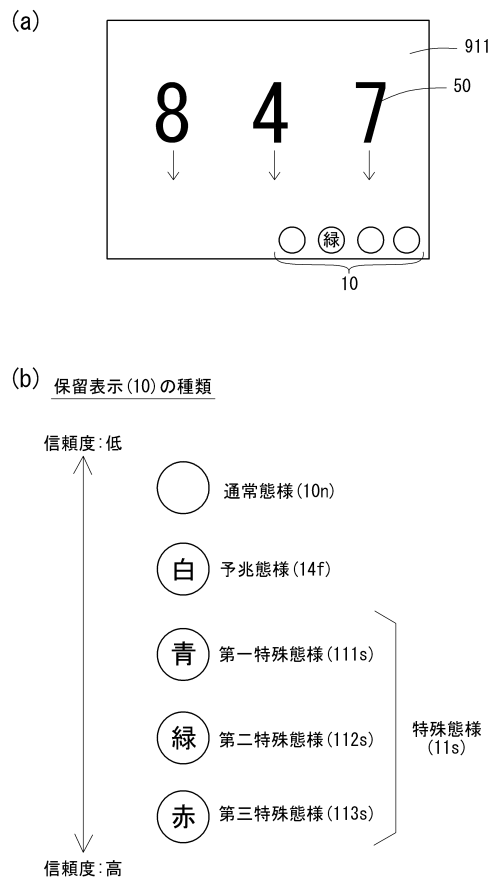 (a)
911
50
8 4 7
緑
10
(b) 保留表示(10)の種類
信頼度:低
通常態様(10n)
白 予兆態様(14f)
青 第一特殊態様(111s)
緑 第二特殊態様(112s)
特殊態様
(11s)
赤 第三特殊態様(113s)
信頼度:高